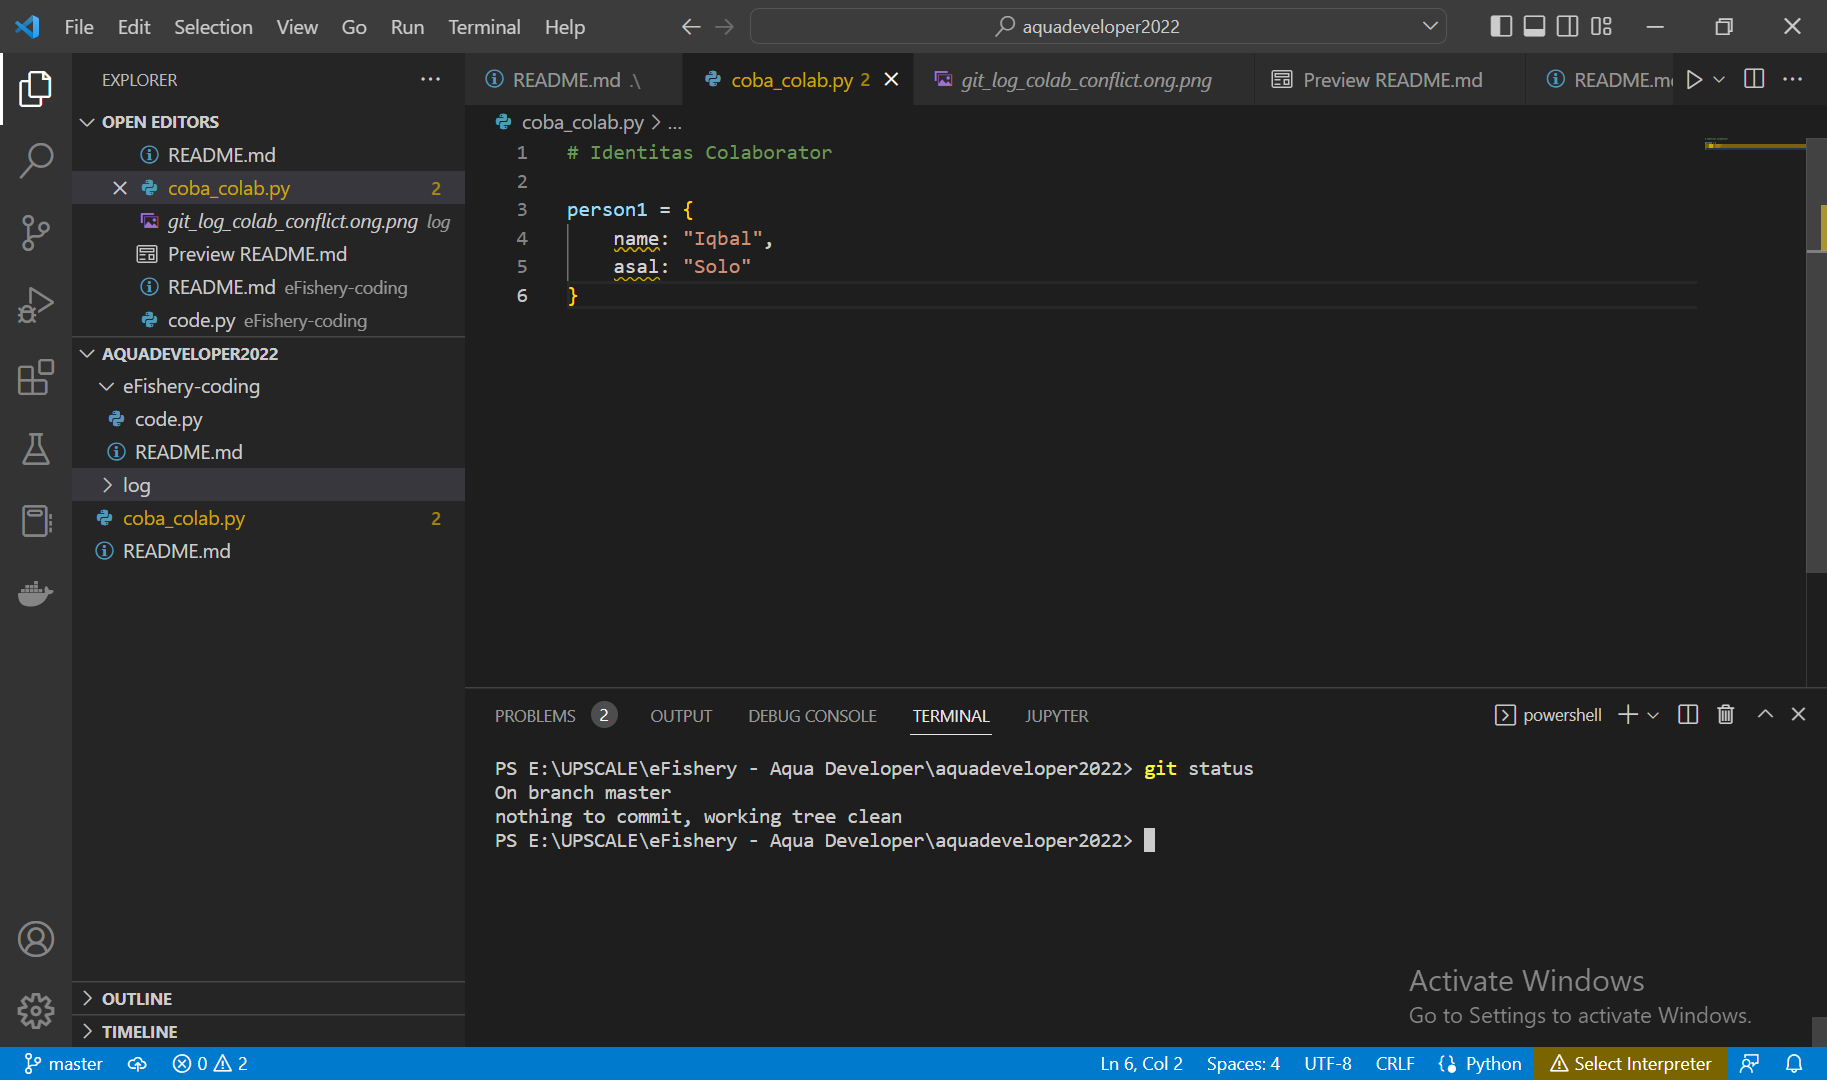 File Edit Selection View Go Run Terminal Help
aquadeveloper2022
EXPLORER
OPEN EDITORS
README.md
coba_colab.py 2
git_log_colab_conflict.ong.png log
Preview README.md
README.md eFishery-coding
code.py eFishery-coding
AQUADEVELOPER2022
eFishery-coding
code.py
README.md
log
coba_colab.py 2
README.md
OUTLINE
TIMELINE
README.md .\
coba_colab.py 2
git_log_colab_conflict.ong.png
Preview README.md
README.m
coba_colab.py > ...
1 # Identitas Colaborator
2
3 person1 = {
4 name: "Iqbal",
5 asal: "Solo"
6 }
PROBLEMS 2 OUTPUT DEBUG CONSOLE TERMINAL JUPYTER
powershell
PS E:\UPSCALE\eFishery - Aqua Developer\aquadeveloper2022> git status
On branch master
nothing to commit, working tree clean
PS E:\UPSCALE\eFishery - Aqua Developer\aquadeveloper2022>
Activate Windows
Go to Settings to activate Windows.
master 0 2 Ln 6, Col 2 Spaces: 4 UTF-8 CRLF Python Select Interpreter